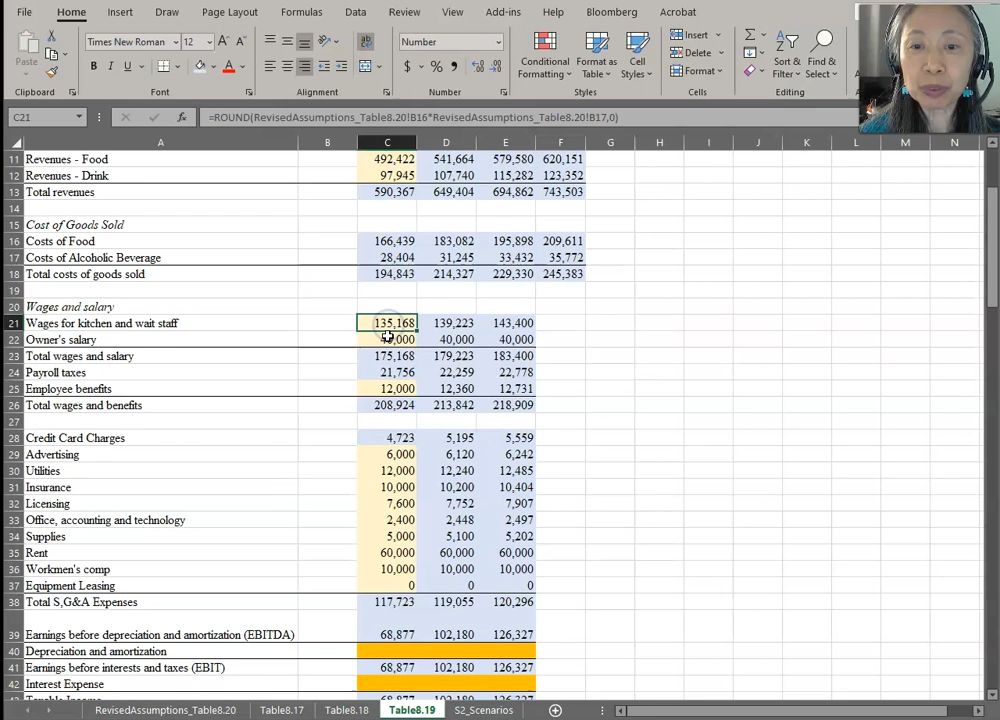 File Home Insert Draw Page Layout Formulas Data Review View Add-ins Help Bloomberg Acrobat
Paste Times New Roman 12 A A B I U A Number $ % Conditional Formatting Format as Table Cell Styles Insert Delete Format Sort & Filter Find & Select
Clipboard Font Alignment Number Styles Cells Editing
C21 fx =ROUND(RevisedAssumptions_Table8.20!B16*RevisedAssumptions_Table8.20!B17,0)
A B C D E F G H I J K L M N
11 Revenues - Food 492,422 541,664 579,580 620,151
12 Revenues - Drink 97,945 107,740 115,282 123,352
13 Total revenues 590,367 649,404 694,862 743,503
14
15 Cost of Goods Sold
16 Costs of Food 166,439 183,082 195,898 209,611
17 Costs of Alcoholic Beverage 28,404 31,245 33,432 35,772
18 Total costs of goods sold 194,843 214,327 229,330 245,383
19
20 Wages and salary
21 Wages for kitchen and wait staff 135,168 139,223 143,400
22 Owner's salary 40,000 40,000
23 Total wages and salary 175,168 179,223 183,400
24 Payroll taxes 21,756 22,259 22,778
25 Employee benefits 12,000 12,360 12,731
26 Total wages and benefits 208,924 213,842 218,909
27
28 Credit Card Charges 4,723 5,195 5,559
29 Advertising 6,000 6,120 6,242
30 Utilities 12,000 12,240 12,485
31 Insurance 10,000 10,200 10,404
32 Licensing 7,600 7,752 7,907
33 Office, accounting and technology 2,400 2,448 2,497
34 Supplies 5,000 5,100 5,202
35 Rent 60,000 60,000 60,000
36 Workmen's comp 10,000 10,000 10,000
37 Equipment Leasing 0 0 0
38 Total S,G&A Expenses 117,723 119,055 120,296
39 Earnings before depreciation and amortization (EBITDA) 68,877 102,180 126,327
40 Depreciation and amortization
41 Earnings before interests and taxes (EBIT) 68,877 102,180 126,327
42 Interest Expense
RevisedAssumptions_Table8.20 Table8.17 Table8.18 Table8.19 S2_Scenarios